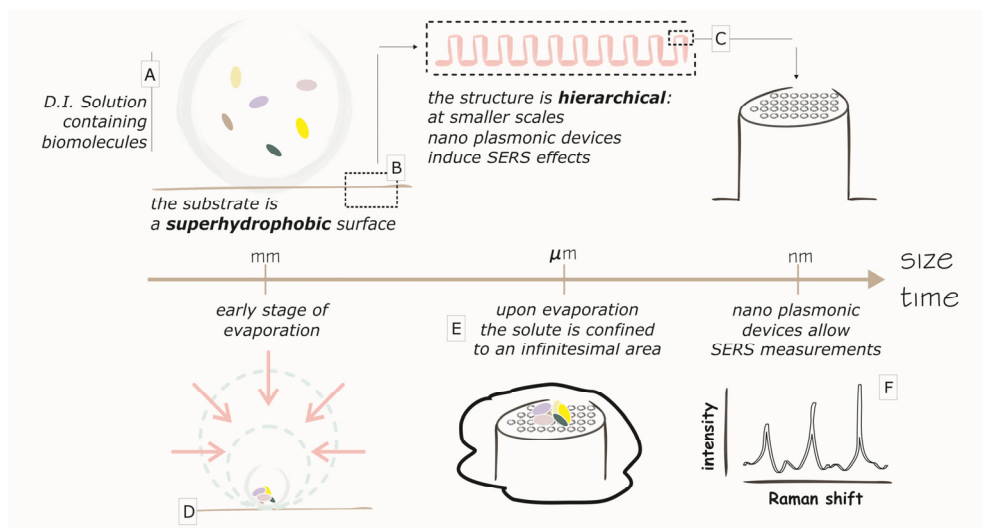 A
D.I. Solution
containing
biomolecules
B
the substrate is
a superhydrophobic surface
the structure is hierarchical:
at smaller scales
nano plasmonic devices
induce SERS effects
C
mm
μm
nm
size
time
early stage of
evaporation
D
E
upon evaporation
the solute is confined
to an infinitesimal area
nano plasmonic
devices allow
SERS measurements
F
intensity
Raman shift